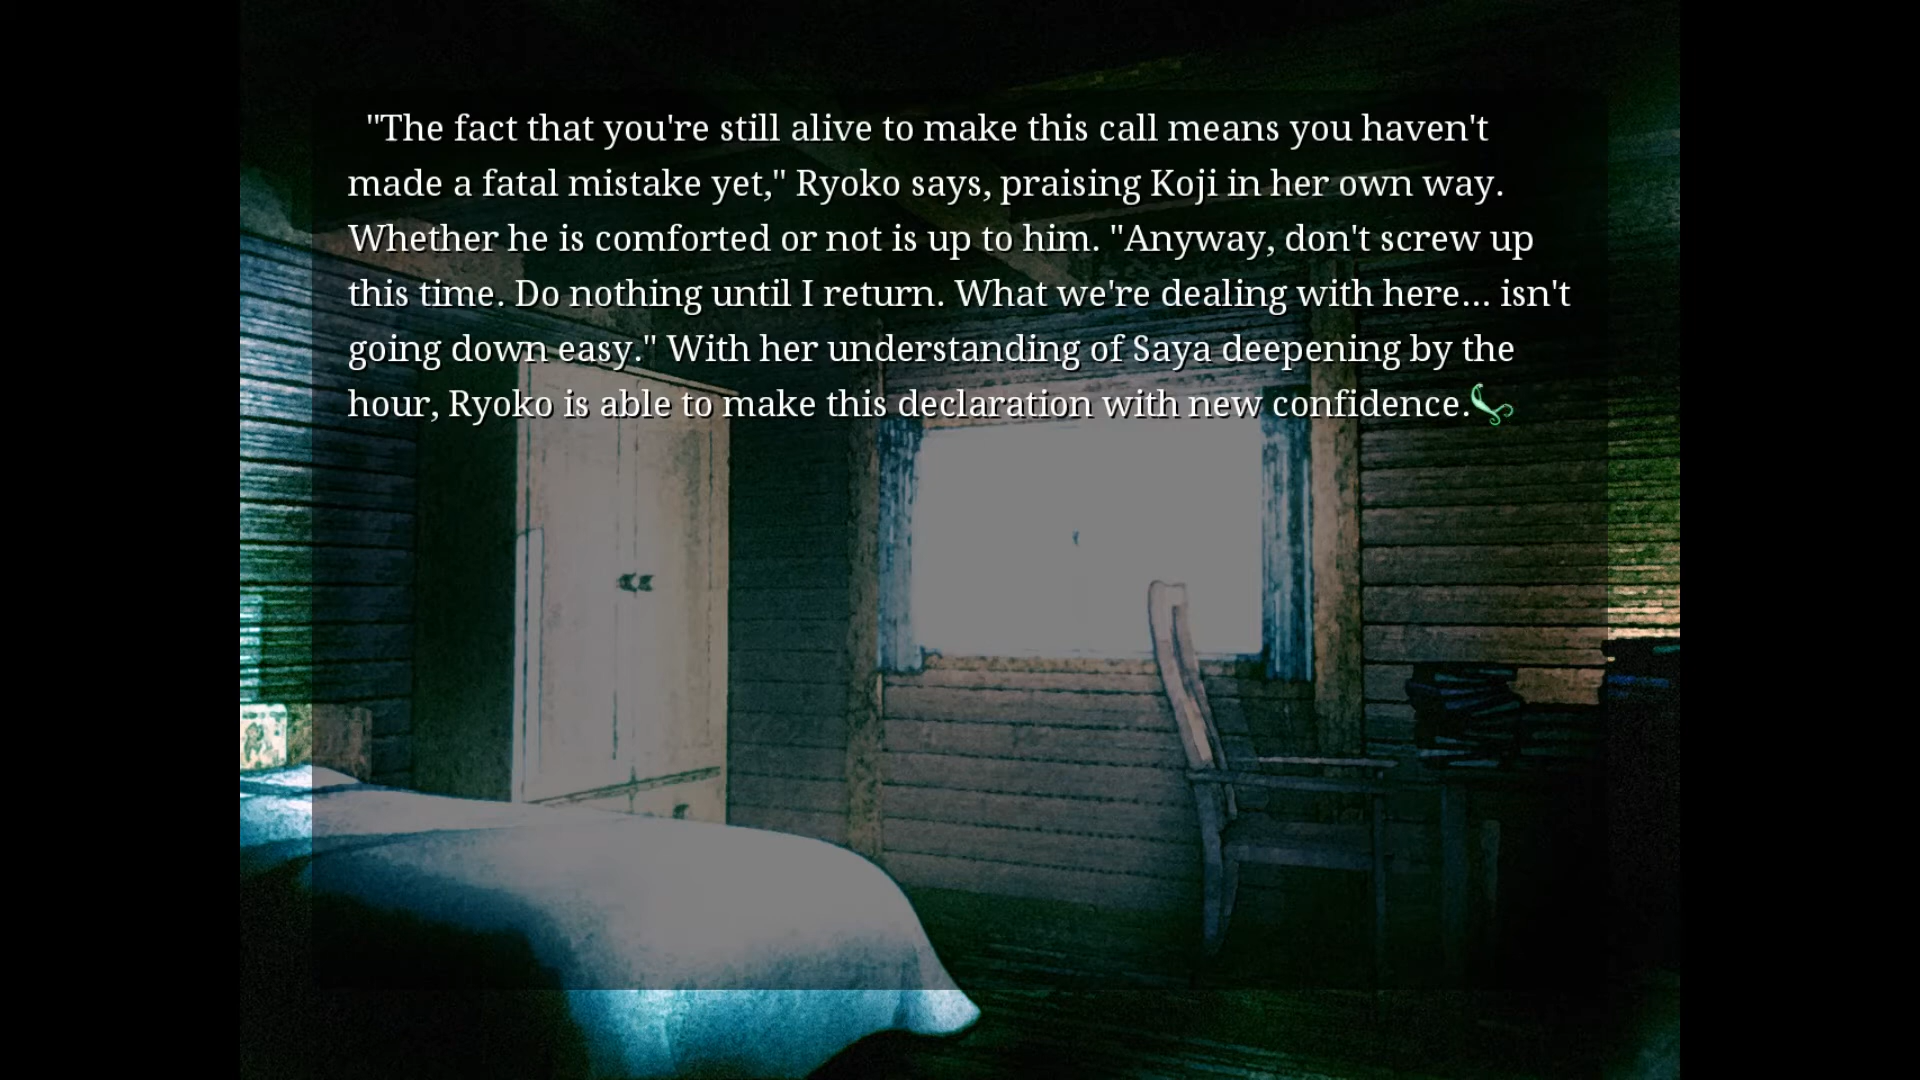 "The fact that you're still alive to make this call means you haven't
made a fatal mistake yet," Ryoko says, praising Koji in her own way.
Whether he is comforted or not is up to him. "Anyway, don't screw up
this time. Do nothing until I return. What we're dealing with here... isn't
going down easy." With her understanding of Saya deepening by the
hour, Ryoko is able to make this declaration with new confidence.